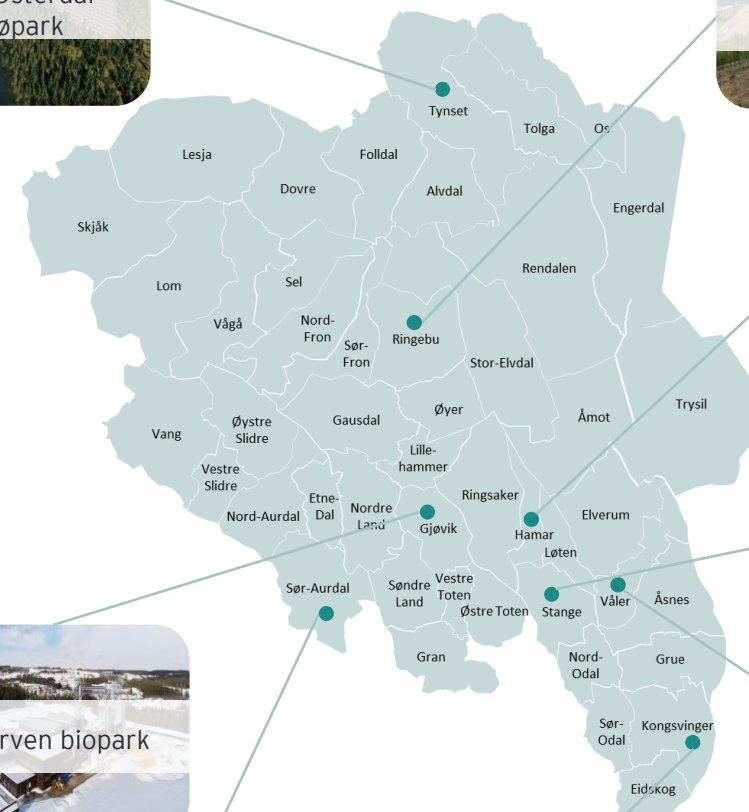 øpark
Tynset
Tolga
Os
Folldal
Lesja
Dovre
Alvdal
Engerdal
Skjåk
Rendalen
Lom
Sel
Vågå
Nord-
Fron
Ringebu
Sør-
Fron
Stor-Elvdal
Trysil
Øyer
Åmot
Gausdal
Øystre
Slidre
Vang
Lille-
hammer
Vestre
Slidre
Ringsaker
Etne-
Dal
Nordre
Land
Nord-Aurdal
Gjøvik
Elverum
Hamar
Løten
Sør-Aurdal
Søndre
Land
Vestre
Toten
Østre Toten
Stange
Våler
Åsnes
Gran
Nord-
Odal
Grue
Sør-
Odal
Kongsvinger
rven biopark
Eidskog